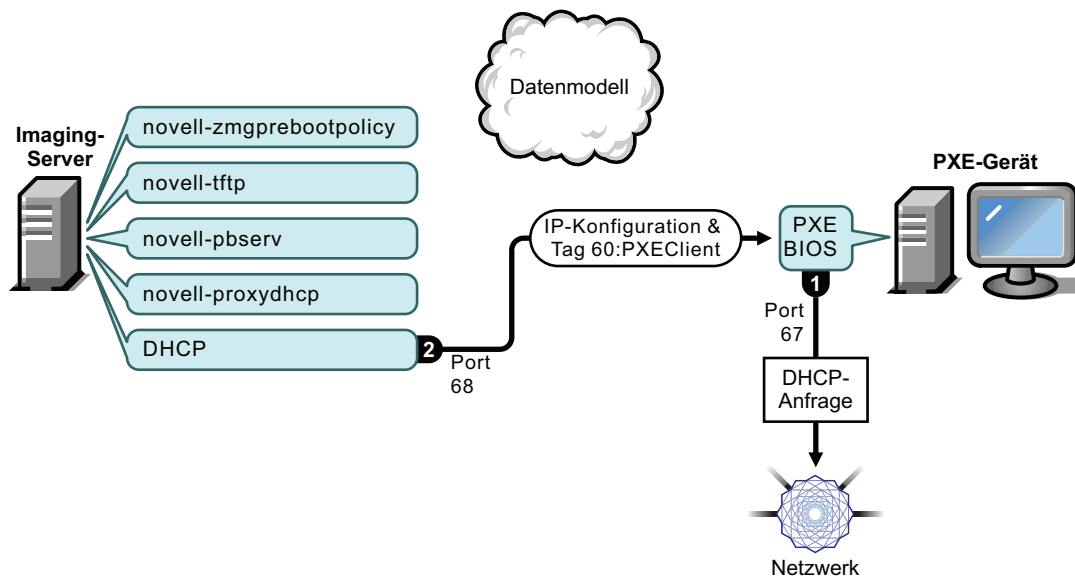 Datenmodell
Imaging-
Server
novell-zmgprebootpolicy
novell-tftp
novell-pbserv
novell-proxydhcp
DHCP
2
Port
68
IP-Konfiguration &
Tag 60:PXEClient
PXE-Gerät
PXE
BIOS
1
Port
67
DHCP-
Anfrage
Netzwerk